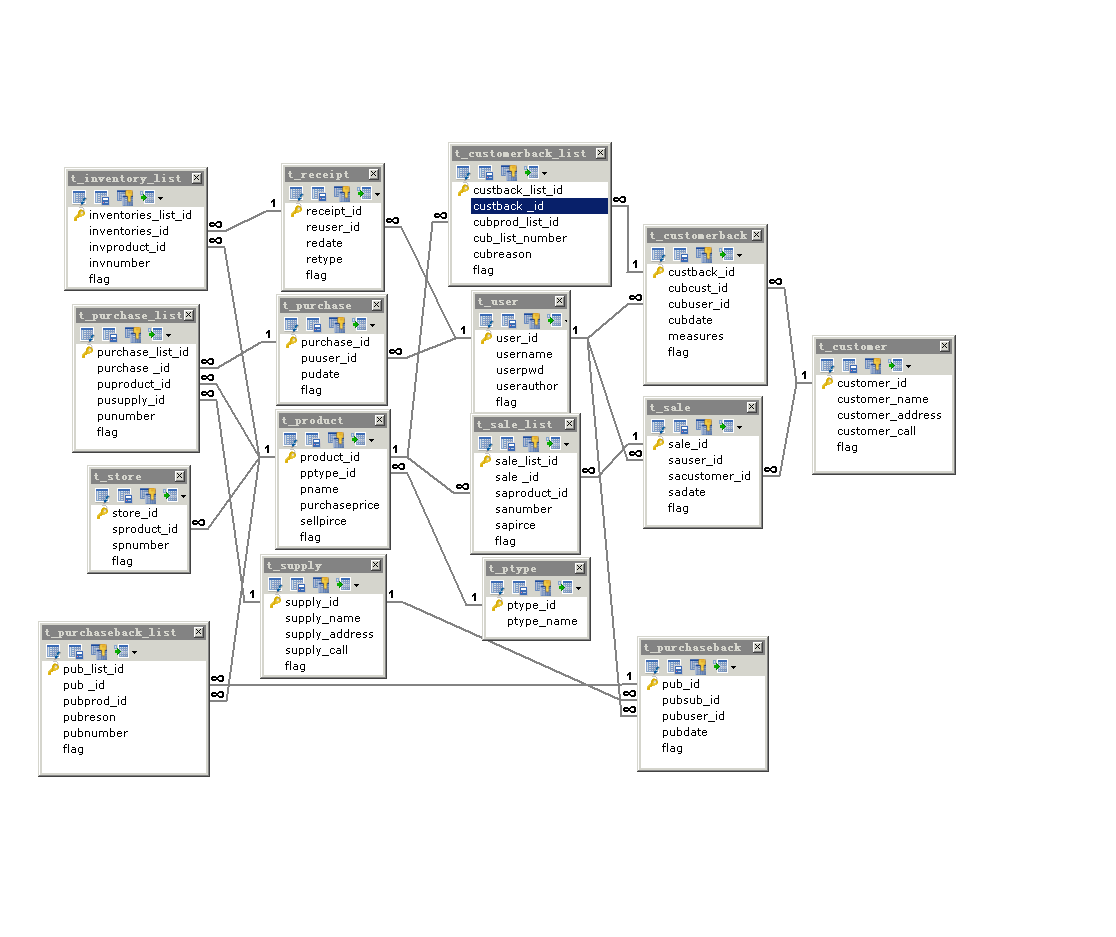 t_inventory_list
inventories_list_id
inventories_id
invproduct_id
invnumber
flag
t_receipt
receipt_id
reuser_id
redate
retype
flag
t_customerback_list
custback_list_id
custback _id
cubprod_list_id
cub_list_number
cubreason
flag
t_customerback
custback_id
cubcust_id
cubuser_id
cubdate
measures
flag
t_purchase_list
purchase_list_id
purchase _id
puproduct_id
pusupply_id
punumber
flag
t_purchase
purchase_id
puuser_id
pudate
flag
t_user
user_id
username
userpwd
userauthor
flag
t_customer
customer_id
customer_name
customer_address
customer_call
flag
t_product
product_id
pptype_id
pname
purchaseprice
sellpirce
flag
t_sale_list
sale_list_id
sale _id
saproduct_id
sanumber
sapirce
flag
t_sale
sale_id
sauser_id
sacustomer_id
sadate
flag
t_store
store_id
sproduct_id
spnumber
flag
t_supply
supply_id
supply_name
supply_address
supply_call
flag
t_ptype
ptype_id
ptype_name
t_purchaseback_list
pub_list_id
pub _id
pubprod_id
pubreson
pubnumber
flag
t_purchaseback
pub_id
pubsub_id
pubuser_id
pubdate
flag
1
1
1
1
1
1
1
1
1
1
1
1
1